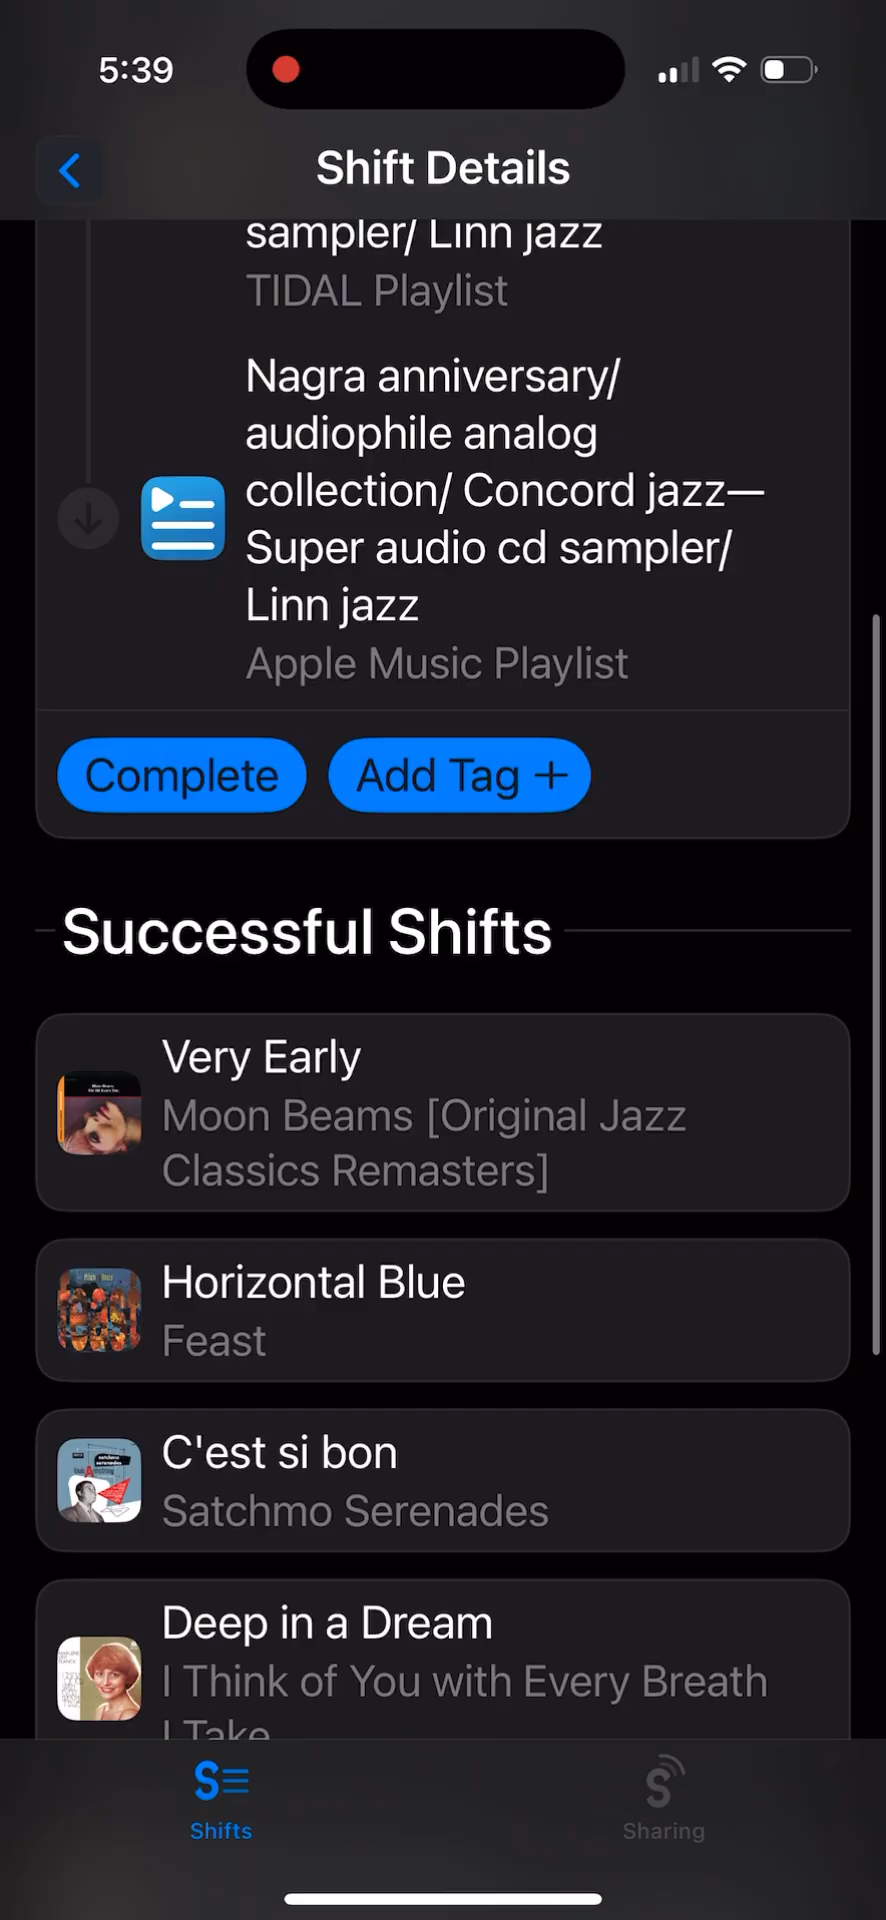 5:39
Shift Details
sampler/ Linn jazz
TIDAL Playlist
Nagra anniversary/
audiophile analog
collection/ Concord jazz—
Super audio cd sampler/
Linn jazz
Apple Music Playlist
Complete
Add Tag +
Successful Shifts
Very Early
Moon Beams [Original Jazz
Classics Remasters]
Horizontal Blue
Feast
C'est si bon
Satchmo Serenades
Deep in a Dream
I Think of You with Every Breath
I Take
Shifts
Sharing